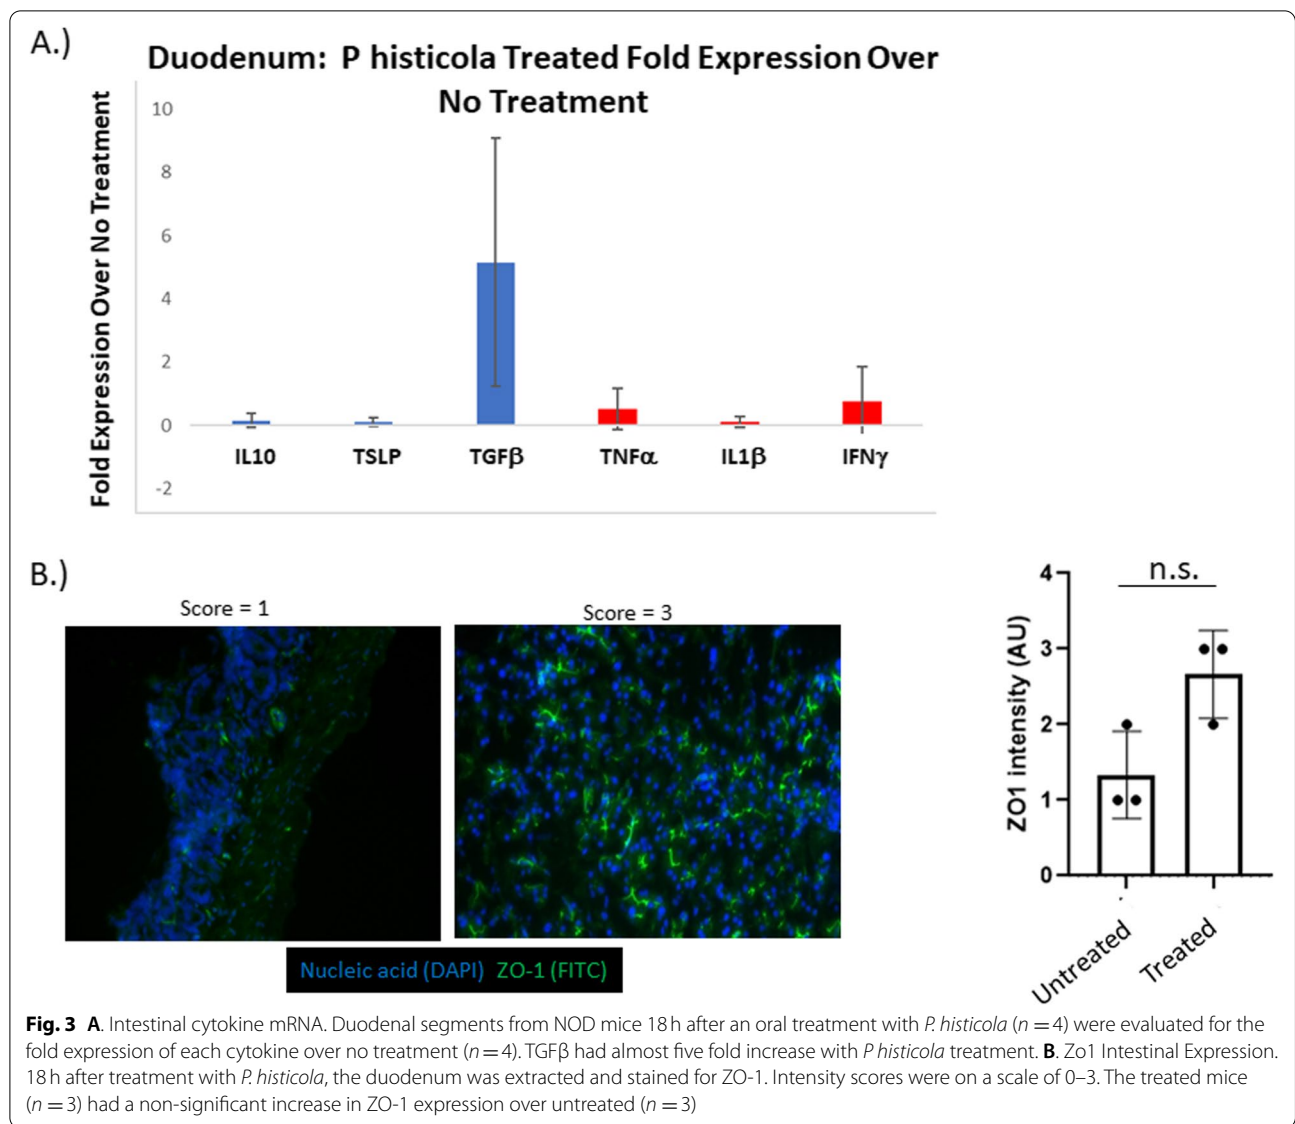 A.)
Duodenum: P histicola Treated Fold Expression Over
No Treatment
Fold Expression Over No Treatment
10
8
6
4
2
0
-2
IL10 TSLP TGFβ TNFα IL1β IFNγ
B.)
Score = 1
Score = 3
Nucleic acid (DAPI) ZO-1 (FITC)
n.s.
ZO1 intensity (AU)
4
3
2
1
0
Untreated
Treated
Fig. 3 A. Intestinal cytokine mRNA. Duodenal segments from NOD mice 18 h after an oral treatment with P. histicola (n = 4) were evaluated for the
fold expression of each cytokine over no treatment (n = 4). TGFβ had almost five fold increase with P histicola treatment. B. Zo1 Intestinal Expression.
18 h after treatment with P. histicola, the duodenum was extracted and stained for ZO-1. Intensity scores were on a scale of 0–3. The treated mice
(n = 3) had a non-significant increase in ZO-1 expression over untreated (n = 3)